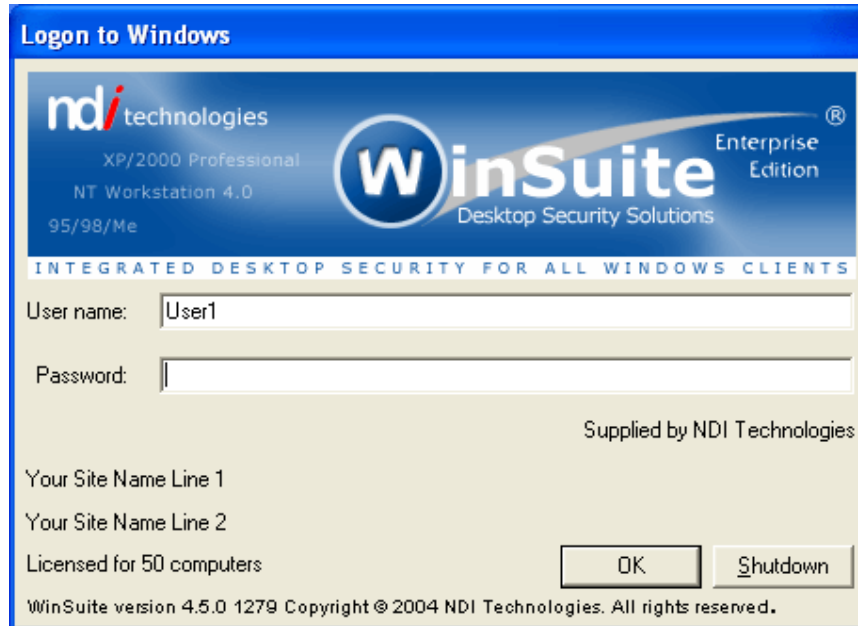 Logon to Windows
ndi technologies
XP/2000 Professional
NT Workstation 4.0
95/98/Me
WinSuite ®
Enterprise
Edition
Desktop Security Solutions
INTEGRATED DESKTOP SECURITY FOR ALL WINDOWS CLIENTS
User name: User1
Password:
Supplied by NDI Technologies
Your Site Name Line 1
Your Site Name Line 2
Licensed for 50 computers
OK Shutdown
WinSuite version 4.5.0 1279 Copyright © 2004 NDI Technologies. All rights reserved.